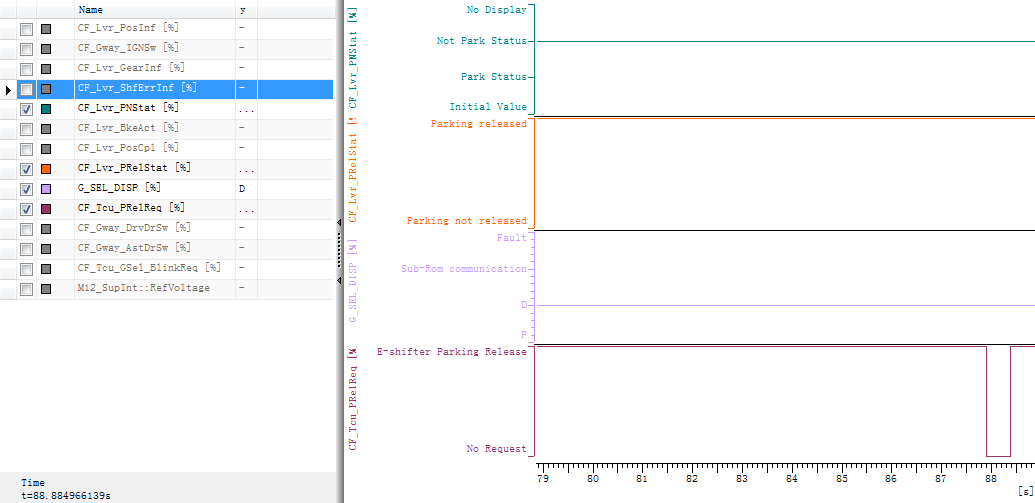 Name y
CF_Lvr_PosInf [%] -
CF_Gway_IGNSw [%] -
CF_Lvr_GearInf [%] -
CF_Lvr_ShfErrInf [%] -
CF_Lvr_PNStat [%] ...
CF_Lvr_BkeAct [%] -
CF_Lvr_PosCpl [%] -
CF_Lvr_PRelStat [%] ...
G_SEL_DISP [%] D
CF_Tcu_PRelReq [%] ...
CF_Gway_DrvDrSw [%] -
CF_Gway_AstDrSw [%] -
CF_Tcu_GSel_BlinkReq [%] -
M12_SupInt::RefVoltage -
Time
t=88.884966139s
CF_Lvr_PNStat [%]
No Display
Not Park Status
Park Status
Initial Value
CF_Lvr_PRelStat [%
Parking released
Parking not released
G_SEL_DISP [%]
Fault
Sub-Rom communication
D
P
CF_Tcu_PRelReq [%]
E-shifter Parking Release
No Request
79 80 81 82 83 84 85 86 87 88
[s]